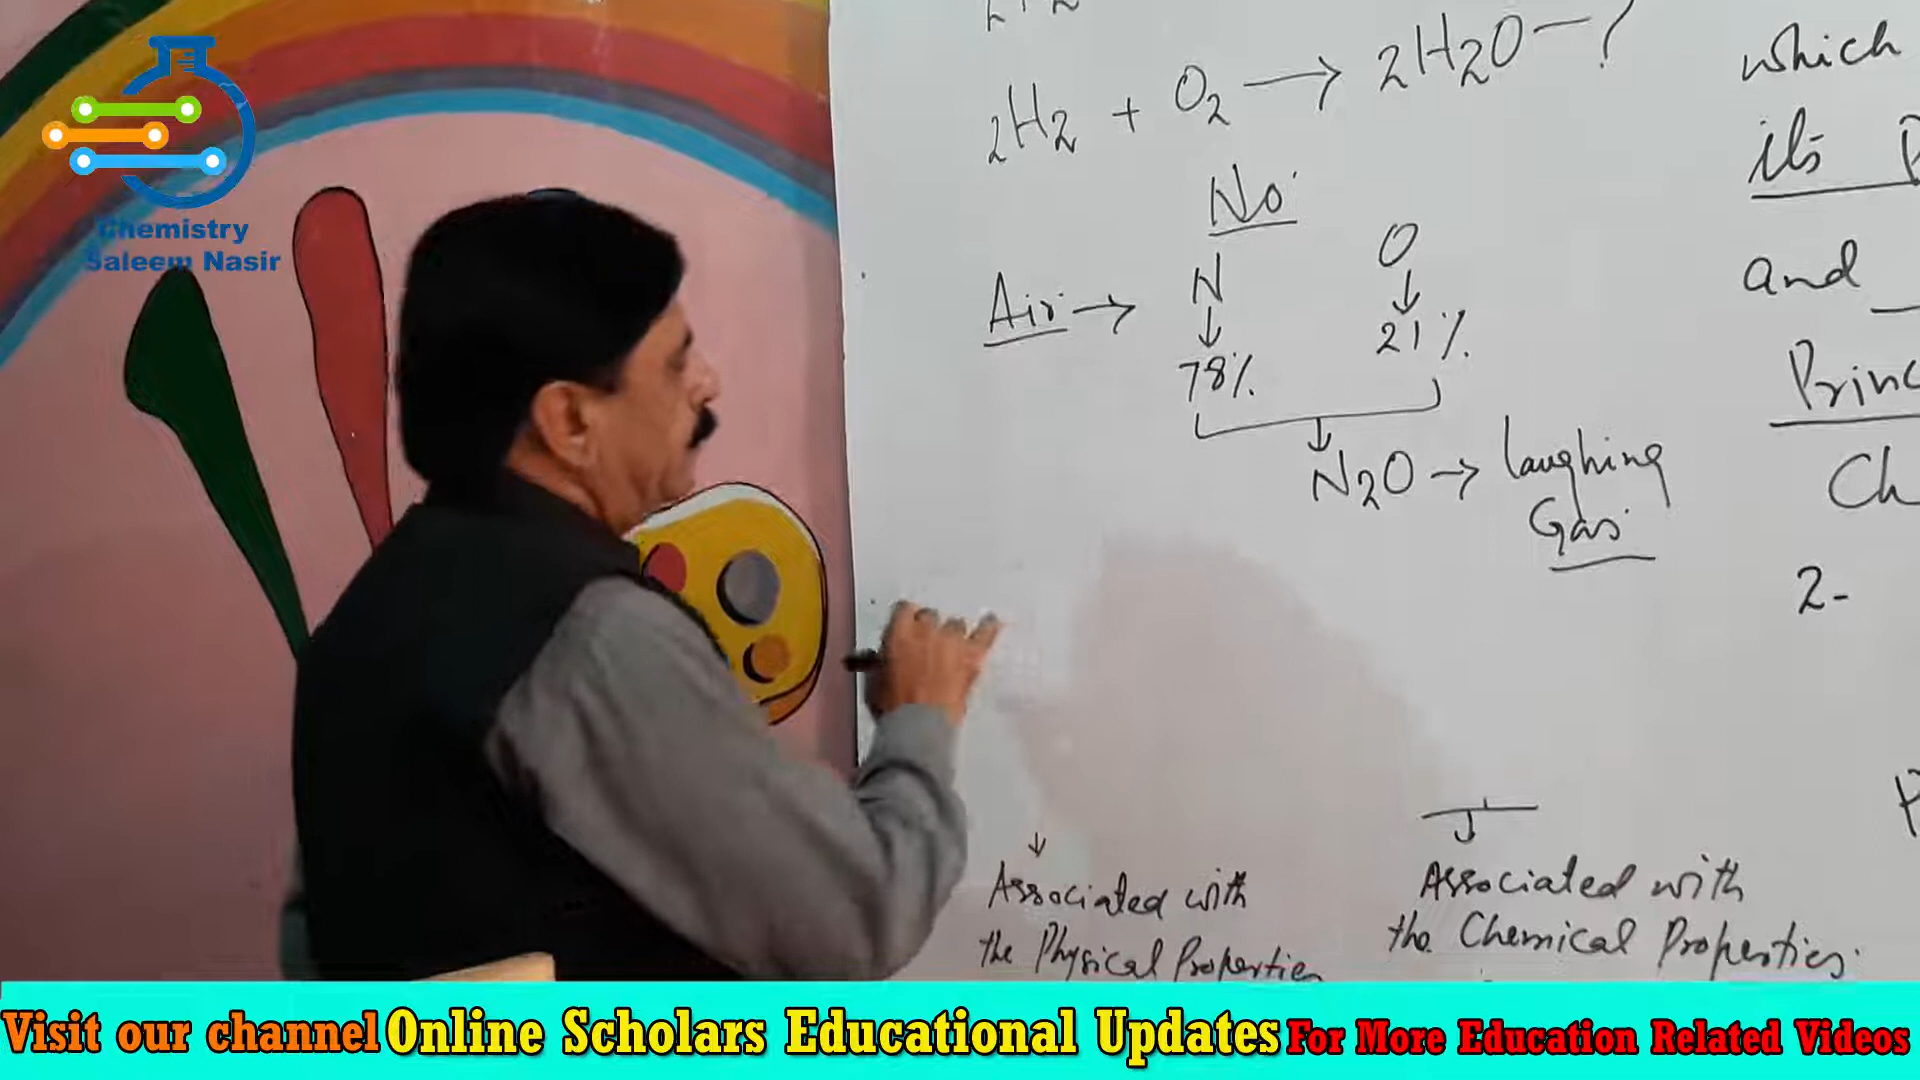 Chemistry
Saleem Nasir
2H2 + O2 → 2H2O - ?
No
Air → N O
↓ ↓
78% 21%
↓
N2O → laughing
Gas
↓
Associated with
the Physical Properties
↓
Associated with
the Chemical Properties.
which
its
and
Ch
2-
Visit our channel Online Scholars Educational Updates For More Education Related Videos